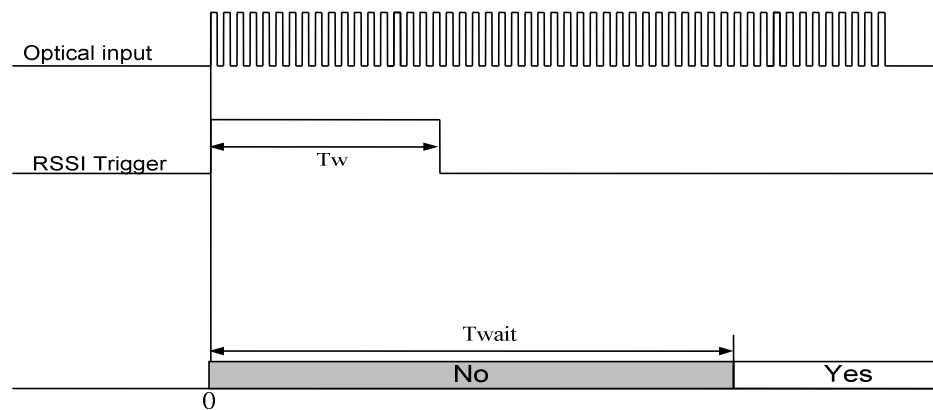 Optical input
RSSI Trigger
Tw
Twait
No
Yes
0